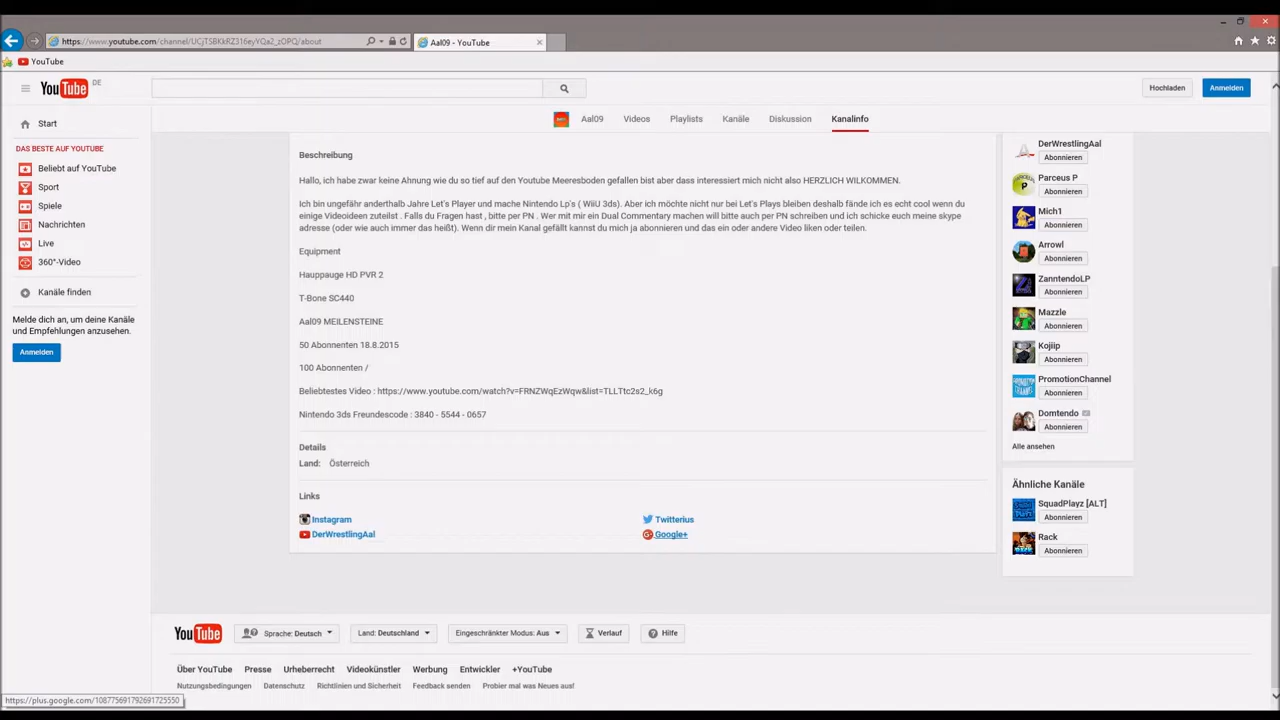 https://www.youtube.com/channel/UCjTSBKkRZ316eyYQa2_zOPQ/about
Aal09 - YouTube
YouTube
YouTube DE
Hochladen
Anmelden
Aal09
Videos
Playlists
Kanäle
Diskussion
Kanalinfo
Start
DAS BESTE AUF YOUTUBE
Beliebt auf YouTube
Sport
Spiele
Nachrichten
Live
360°-Video
Kanäle finden
Melde dich an, um deine Kanäle
und Empfehlungen anzusehen.
Anmelden
Beschreibung
Hallo, ich habe zwar keine Ahnung wie du so tief auf den Youtube Meeresboden gefallen bist aber dass interessiert mich nicht also HERZLICH WILKOMMEN.
Ich bin ungefähr anderthalb Jahre Let's Player und mache Nintendo Lp's ( WiiU 3ds). Aber ich möchte nicht nur bei Let's Plays bleiben deshalb fände ich es echt cool wenn du
einige Videoideen zuteilst . Falls du Fragen hast , bitte per PN . Wer mit mir ein Dual Commentary machen will bitte auch per PN schreiben und ich schicke euch meine skype
adresse (oder wie auch immer das heißt). Wenn dir mein Kanal gefällt kannst du mich ja abonnieren und das ein oder andere Video liken oder teilen.
Equipment
Hauppauge HD PVR 2
T-Bone SC440
Aal09 MEILENSTEINE
50 Abonnenten 18.8.2015
100 Abonnenten /
Beliebtestes Video : https://www.youtube.com/watch?v=FRNZWqEzWqw&list=TLLTtc2s2_k6g
Nintendo 3ds Freundescode : 3840 - 5544 - 0657
Details
Land: Österreich
Links
Instagram
Twitterius
DerWrestlingAal
Google+
DerWrestlingAal
Abonnieren
Parceus P
Abonnieren
Mich1
Abonnieren
Arrowl
Abonnieren
ZanntendoLP
Abonnieren
Mazzle
Abonnieren
Kojiip
Abonnieren
PromotionChannel
Abonnieren
Domtendo
Abonnieren
Alle ansehen
Ähnliche Kanäle
SquadPlayz [ALT]
Abonnieren
Rack
Abonnieren
YouTube
Sprache: Deutsch
Land: Deutschland
Eingeschränkter Modus: Aus
Verlauf
Hilfe
Über YouTube
Presse
Urheberrecht
Videokünstler
Werbung
Entwickler
+YouTube
Nutzungsbedingungen
Datenschutz
Richtlinien und Sicherheit
Feedback senden
Probier mal was Neues aus!
https://plus.google.com/108775691792691725550